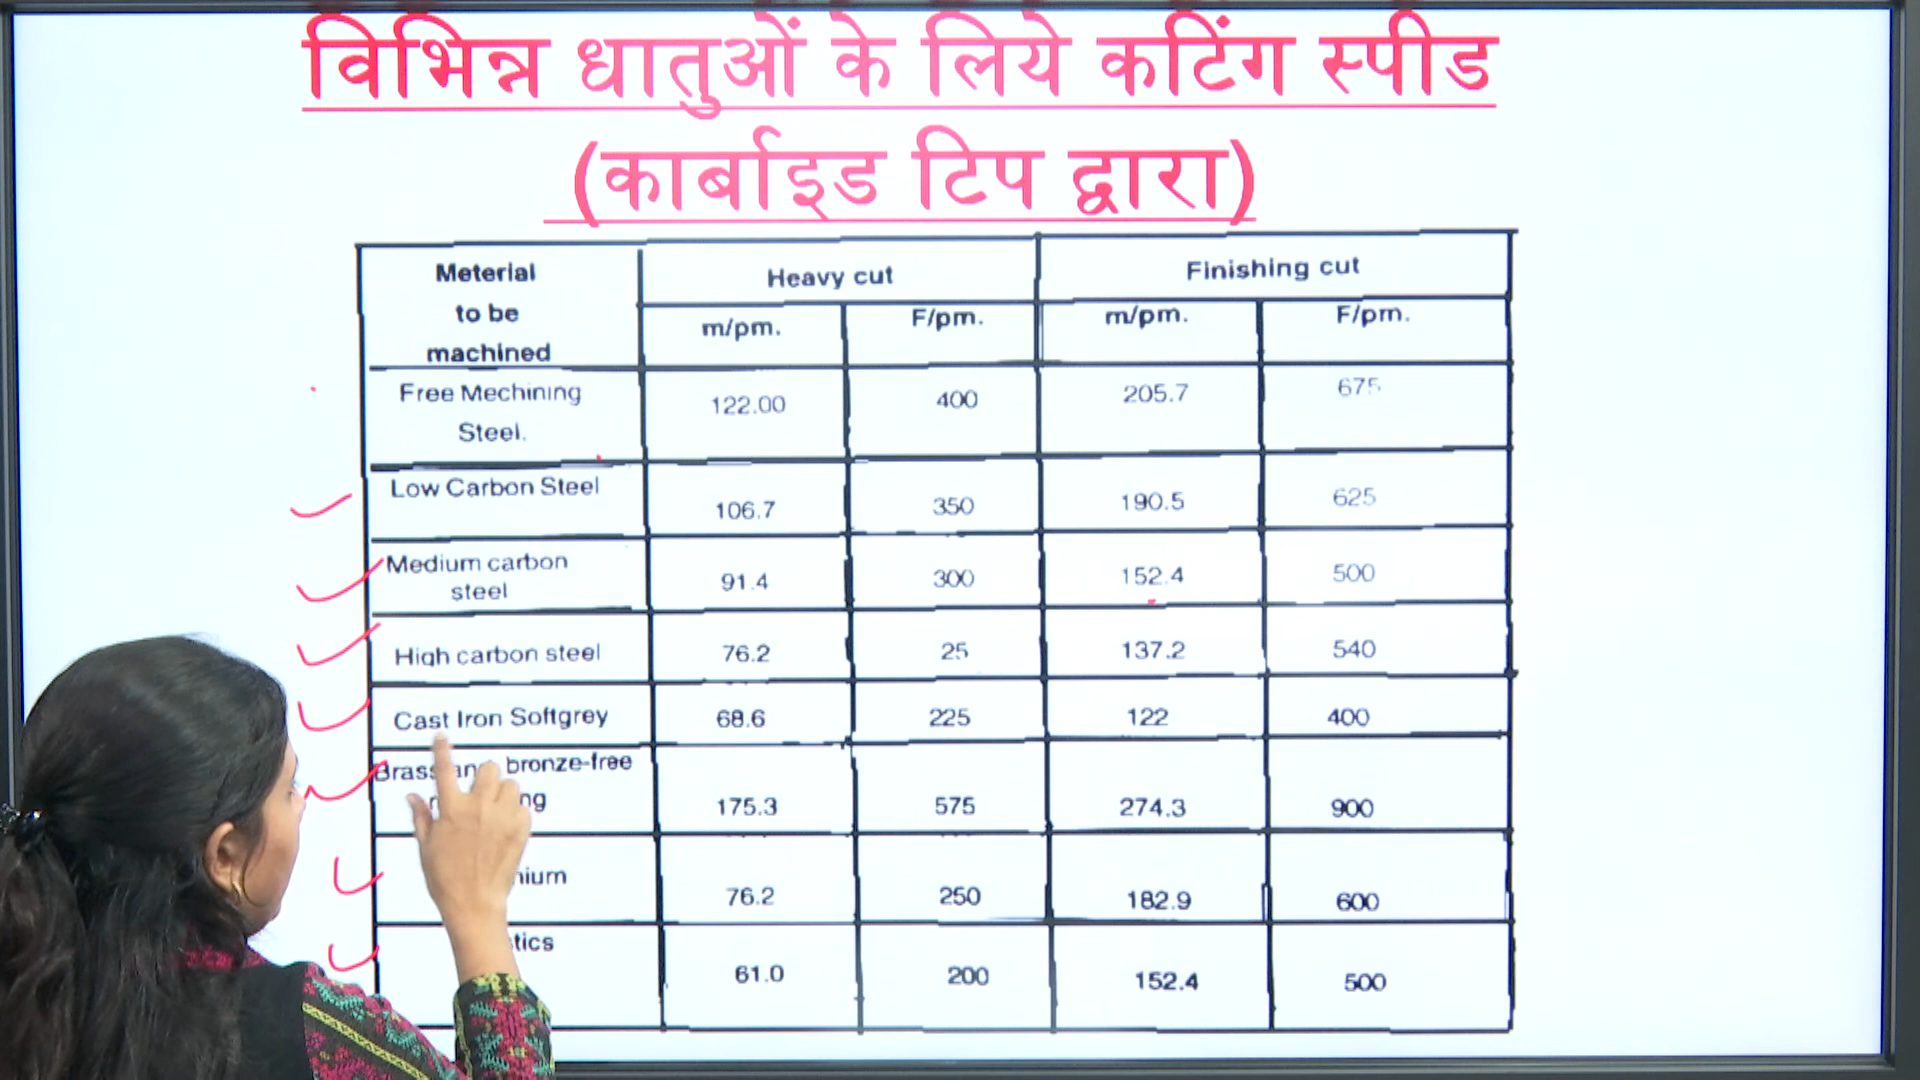 विभिन्न धातुओं के लिये कटिंग स्पीड
(कार्बाइड टिप द्वारा)
Meterial to be machined Heavy cut Finishing cut
m/pm. F/pm. m/pm. F/pm.
Free Mechining Steel. 122.00 400 205.7 675
Low Carbon Steel 106.7 350 190.5 625
Medium carbon steel 91.4 300 152.4 500
High carbon steel 76.2 25 137.2 540
Cast Iron Softgrey 68.6 225 122 400
bronze-free 175.3 575 274.3 900
76.2 250 182.9 600
61.0 200 152.4 500